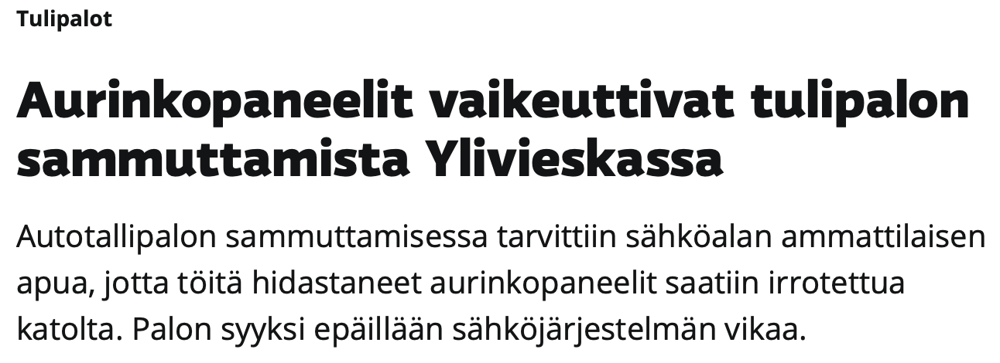 Tulipalot
Aurinkopaneelit vaikeuttivat tulipalon
sammuttamista Ylivieskassa
Autotallipalon sammuttamisessa tarvittiin sähköalan ammattilaisen
apua, jotta töitä hidastaneet aurinkopaneelit saatiin irrotettua
katolta. Palon syyksi epäillään sähköjärjestelmän vikaa.